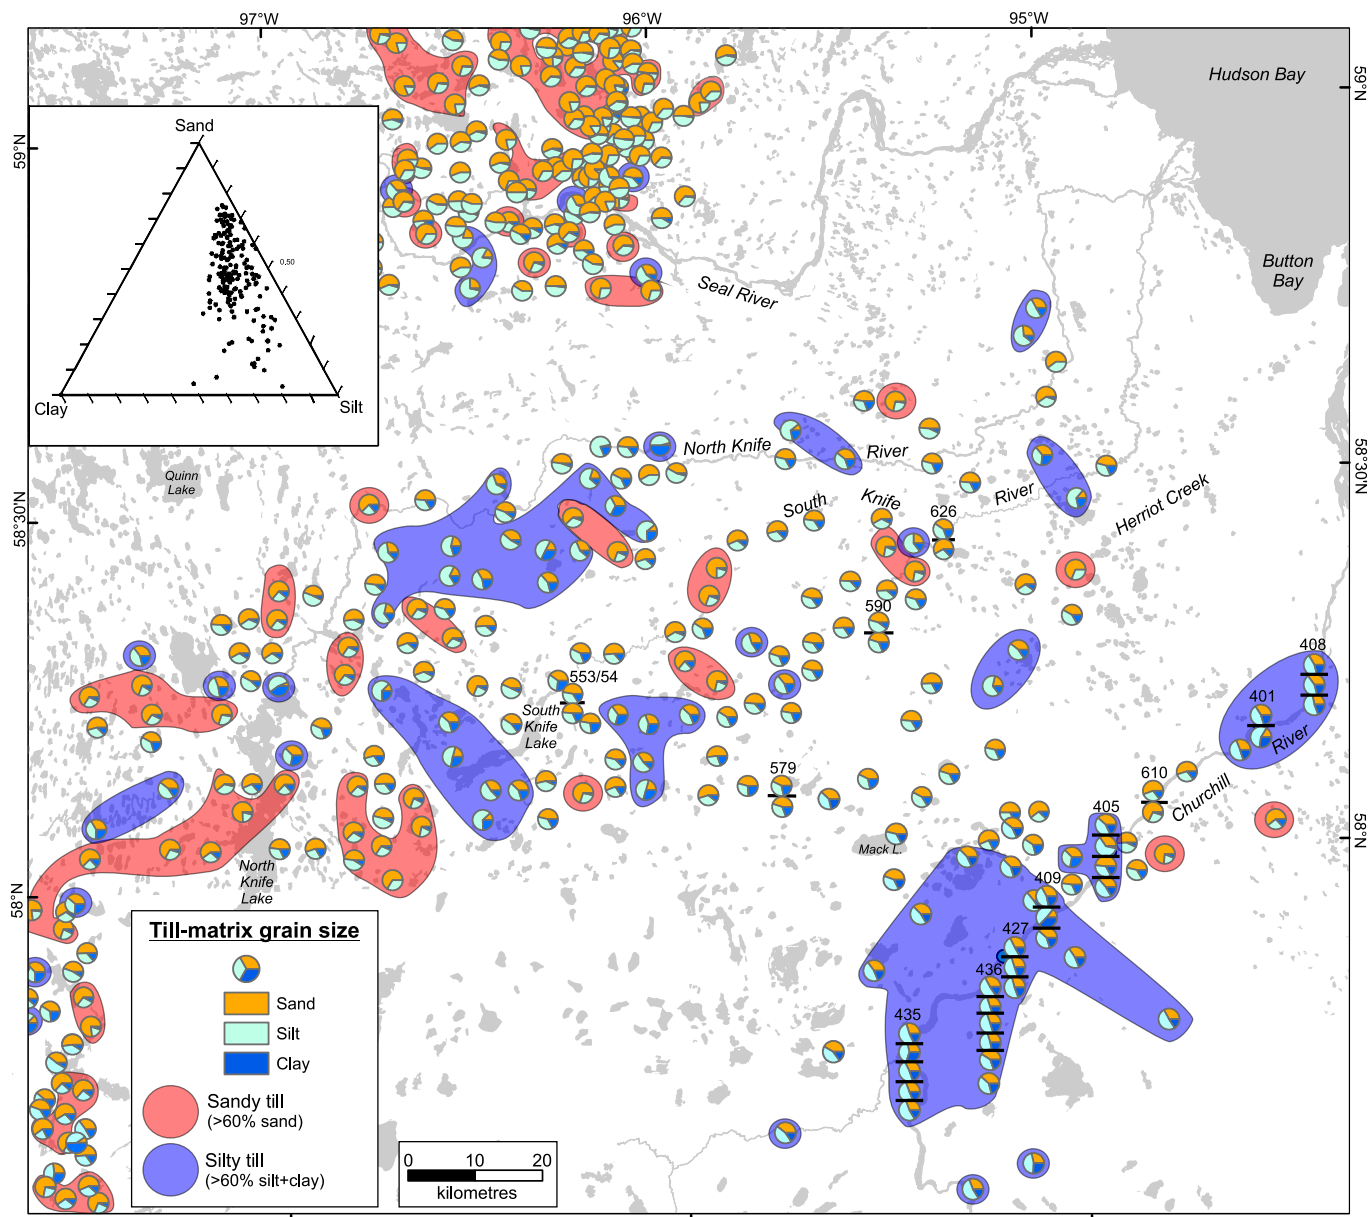 97°W
96°W
95°W
59°N
59°N
Hudson Bay
Button
Bay
Sand
0.50
Clay
Silt
Seal River
Quinn
Lake
North Knife
River
South
Knife
River
Herriot Creek
58°30'N
58°30'N
626
590
553/54
South
Knife
Lake
408
401
River
579
610
Churchill
405
Mack L.
58°N
58°N
North
Knife
Lake
409
427
436
435
Till-matrix grain size
Sand
Silt
Clay
Sandy till
(>60% sand)
Silty till
(>60% silt+clay)
0
10
20
kilometres